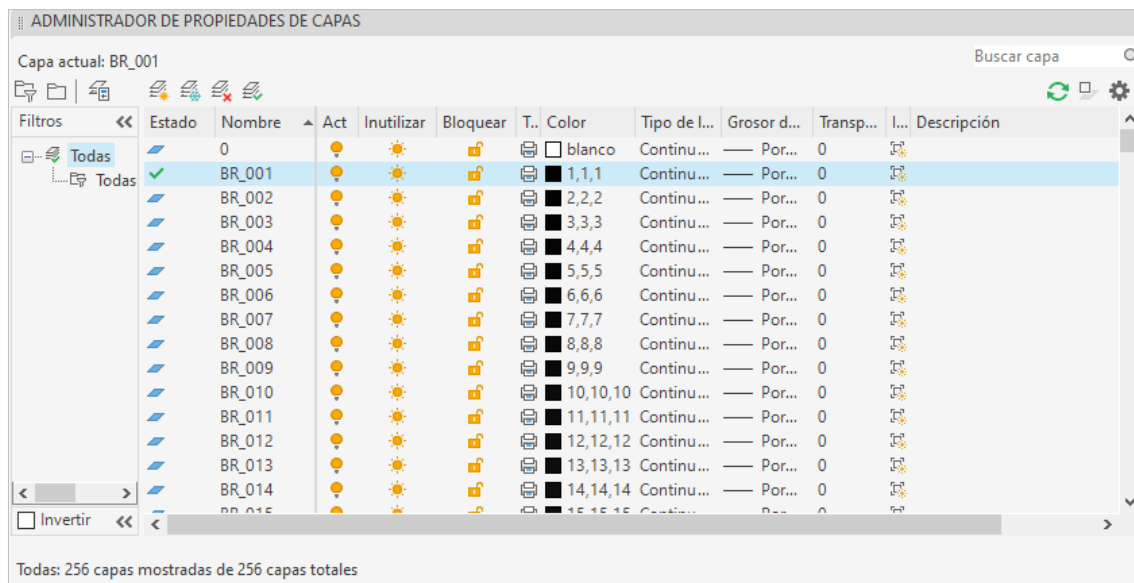 ADMINISTRADOR DE PROPIEDADES DE CAPAS
Capa actual: BR_001
Buscar capa
Filtros
Todas
Todas
Invertir
Estado Nombre Act Inutilizar Bloquear T.. Color Tipo de l... Grosor d... Transp... I... Descripción
0 blanco Continu... Por... 0
BR_001 1,1,1 Continu... Por... 0
BR_002 2,2,2 Continu... Por... 0
BR_003 3,3,3 Continu... Por... 0
BR_004 4,4,4 Continu... Por... 0
BR_005 5,5,5 Continu... Por... 0
BR_006 6,6,6 Continu... Por... 0
BR_007 7,7,7 Continu... Por... 0
BR_008 8,8,8 Continu... Por... 0
BR_009 9,9,9 Continu... Por... 0
BR_010 10,10,10 Continu... Por... 0
BR_011 11,11,11 Continu... Por... 0
BR_012 12,12,12 Continu... Por... 0
BR_013 13,13,13 Continu... Por... 0
BR_014 14,14,14 Continu... Por... 0
Todas: 256 capas mostradas de 256 capas totales